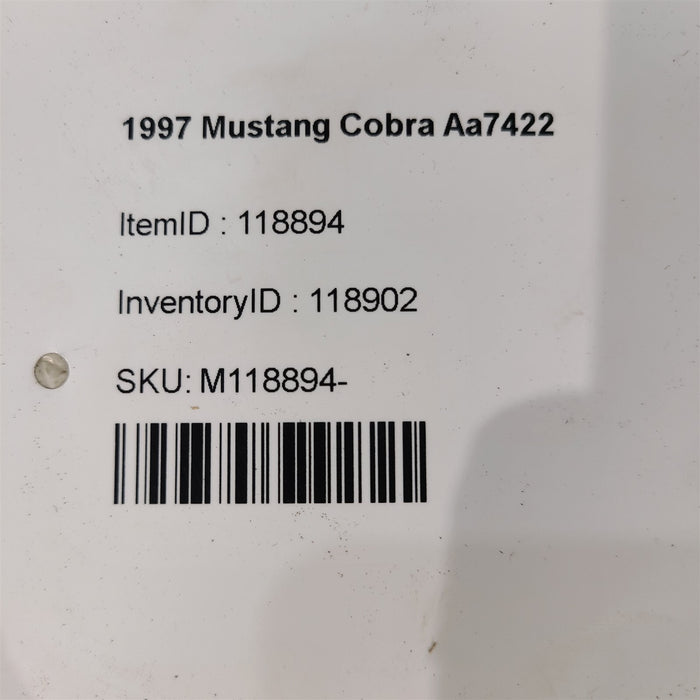 1997 Mustang Cobra Aa7422
ItemID : 118894
InventoryID : 118902
SKU: M118894-